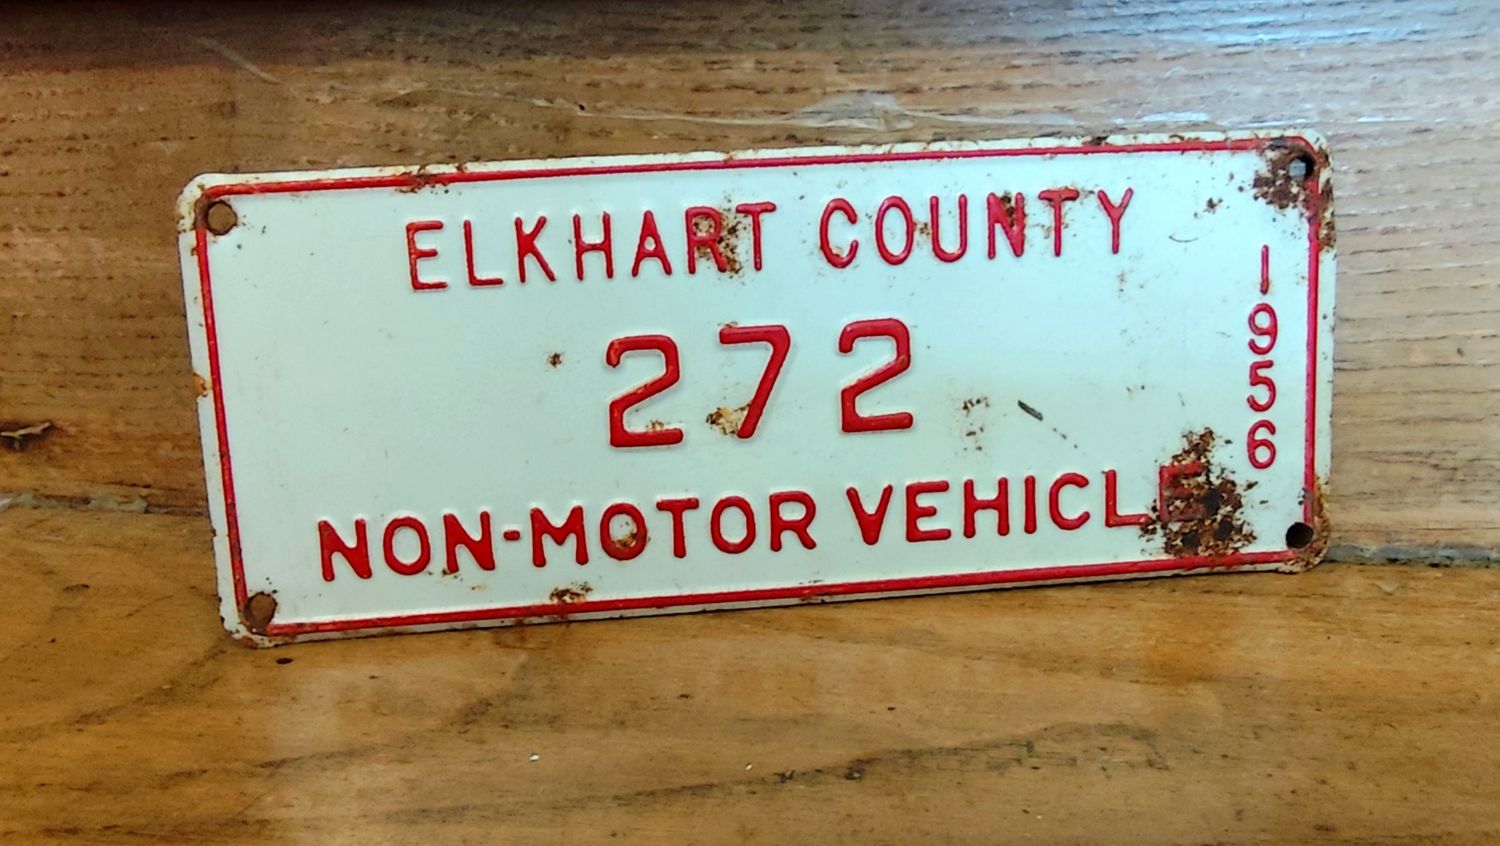 ELKHART COUNTY
272
NON-MOTOR VEHICLE
1956